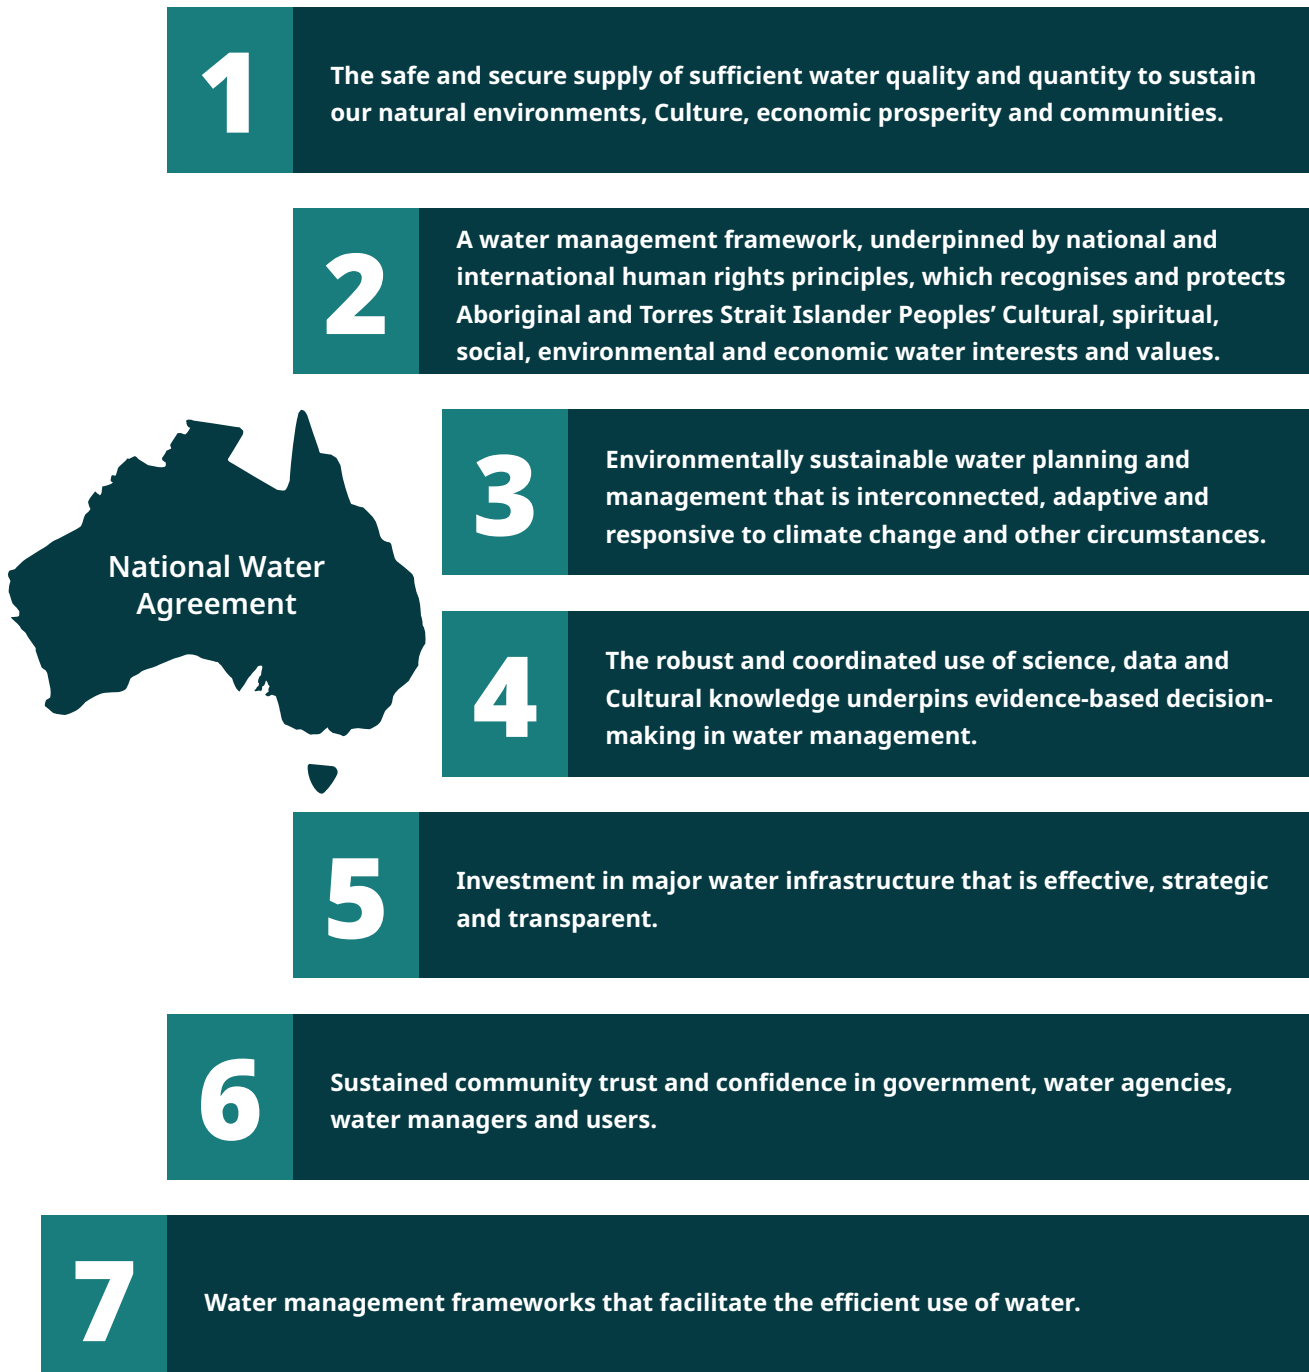 1
The safe and secure supply of sufficient water quality and quantity to sustain
our natural environments, Culture, economic prosperity and communities.
2
A water management framework, underpinned by national and
international human rights principles, which recognises and protects
Aboriginal and Torres Strait Islander Peoples’ Cultural, spiritual,
social, environmental and economic water interests and values.
National Water
Agreement
3
Environmentally sustainable water planning and
management that is interconnected, adaptive and
responsive to climate change and other circumstances.
4
The robust and coordinated use of science, data and
Cultural knowledge underpins evidence-based decision-
making in water management.
5
Investment in major water infrastructure that is effective, strategic
and transparent.
6
Sustained community trust and confidence in government, water agencies,
water managers and users.
7
Water management frameworks that facilitate the efficient use of water.